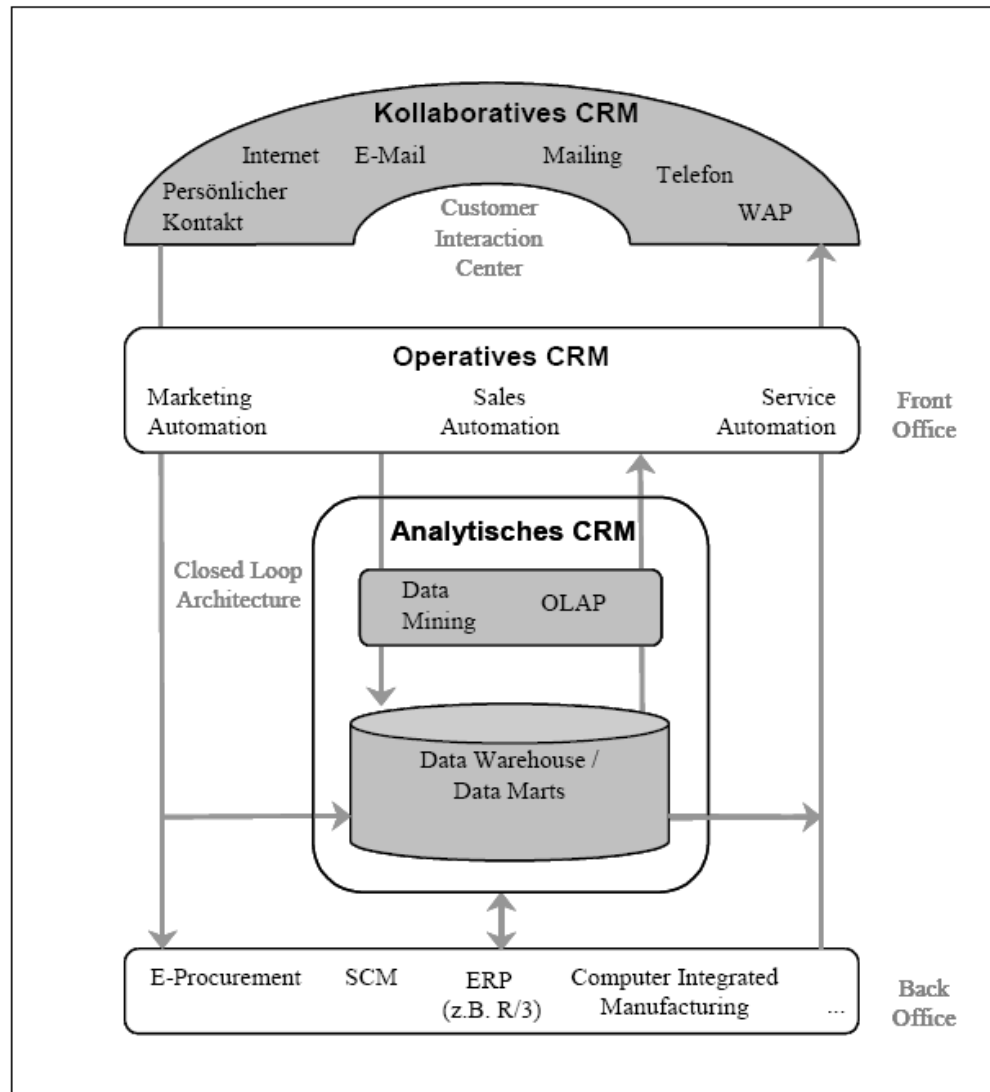 Kollaboratives CRM
Internet E-Mail Mailing
Telefon
Persönlicher
Kontakt
WAP
Customer
Interaction
Center
Operatives CRM
Marketing
Automation
Sales
Automation
Service
Automation
Front
Office
Analytisches CRM
Closed Loop
Architecture
Data
Mining
OLAP
Data Warehouse /
Data Marts
E-Procurement
SCM
ERP
(z.B. R/3)
Computer Integrated
Manufacturing
...
Back
Office